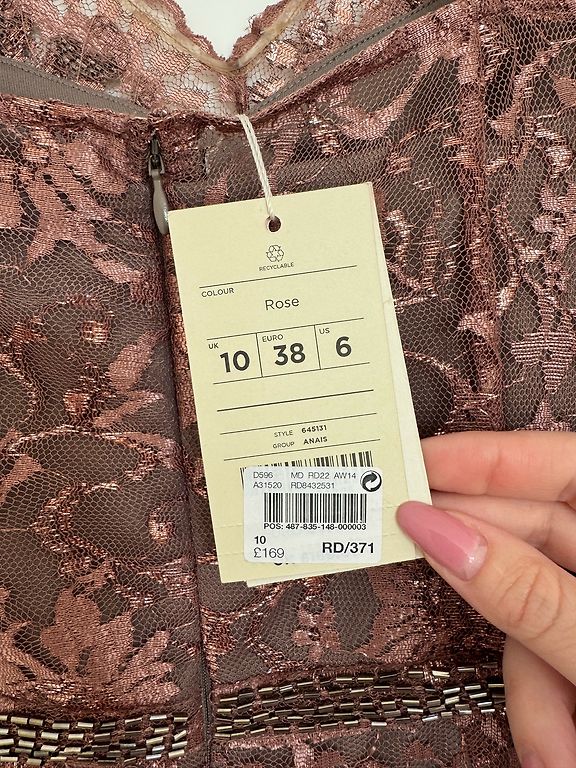 RECYCLABLE
COLOUR
Rose
UK 10 EURO 38 US 6
STYLE 645131
GROUP ANAIS
D596 MD RD22 AW14
A31520 RD8432531
POS: 487-835-148-000003
10
£169 RD/371